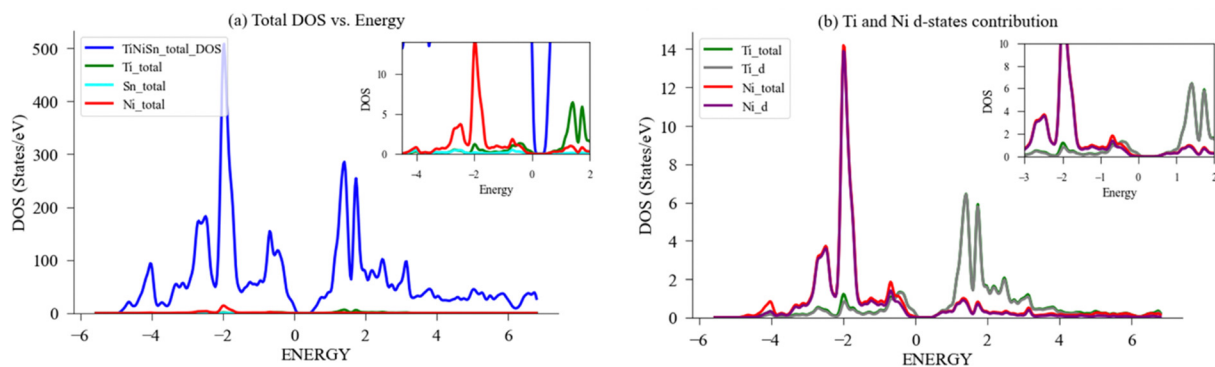 (a) Total DOS vs. Energy
500
400
300
200
100
0
DOS (States/eV)
TiNiSn_total_DOS
Ti_total
Sn_total
Ni_total
10
5
0
DOS
−4
−2
0
2
Energy
−6
−4
−2
0
2
4
6
ENERGY
(b) Ti and Ni d-states contribution
14
12
10
8
6
4
2
0
DOS (States/eV)
Ti_total
Ti_d
Ni_total
Ni_d
10
8
6
4
2
0
DOS
−3
−2
−1
0
1
2
Energy
−6
−4
−2
0
2
4
6
ENERGY